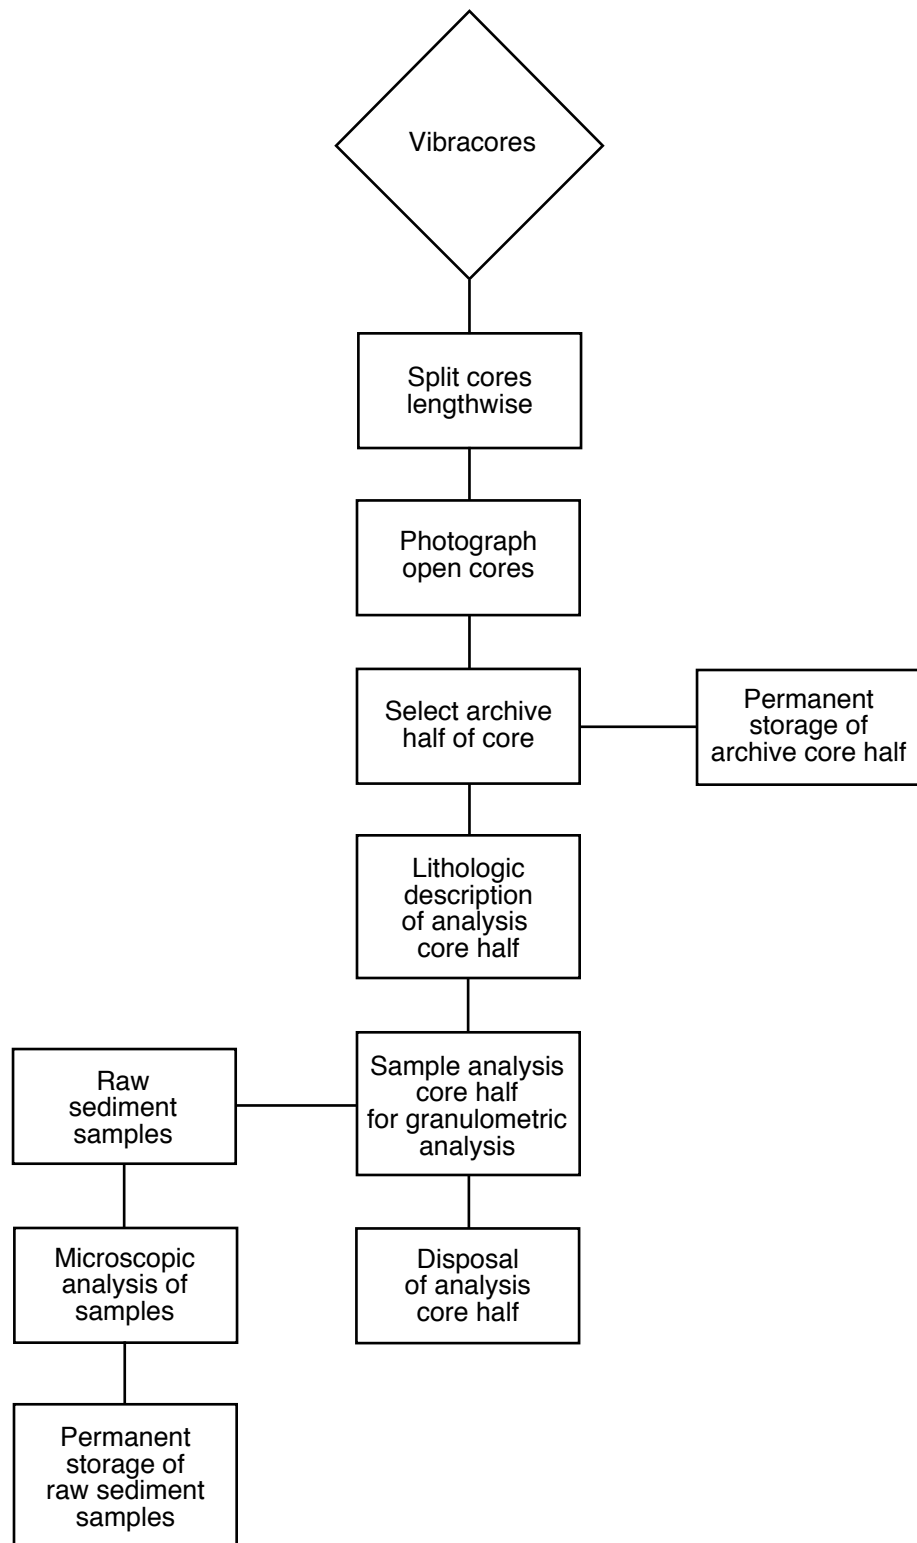 Vibracores
Split cores
lengthwise
Photograph
open cores
Select archive
half of core
Permanent
storage of
archive core half
Lithologic
description
of analysis
core half
Sample analysis
core half
for granulometric
analysis
Raw
sediment
samples
Microscopic
analysis of
samples
Disposal
of analysis
core half
Permanent
storage of
raw sediment
samples